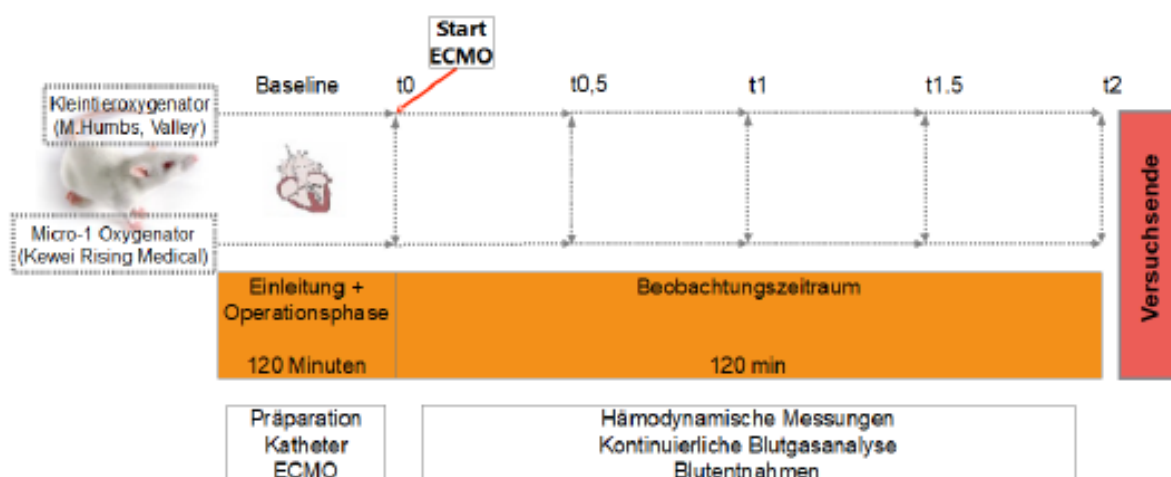 Start
ECMO
Baseline
t0
t0,5
t1
t1.5
t2
Kleintieroxygenator
(M.Humbs, Valley)
Micro-1 Oxygenator
(Kewei Rising Medical)
Einleitung +
Operationsphase
120 Minuten
Beobachtungszeitraum
120 min
Versuchsende
Präparation
Katheter
ECMO
Hämodynamische Messungen
Kontinuierliche Blutgasanalyse
Blutentnahmen